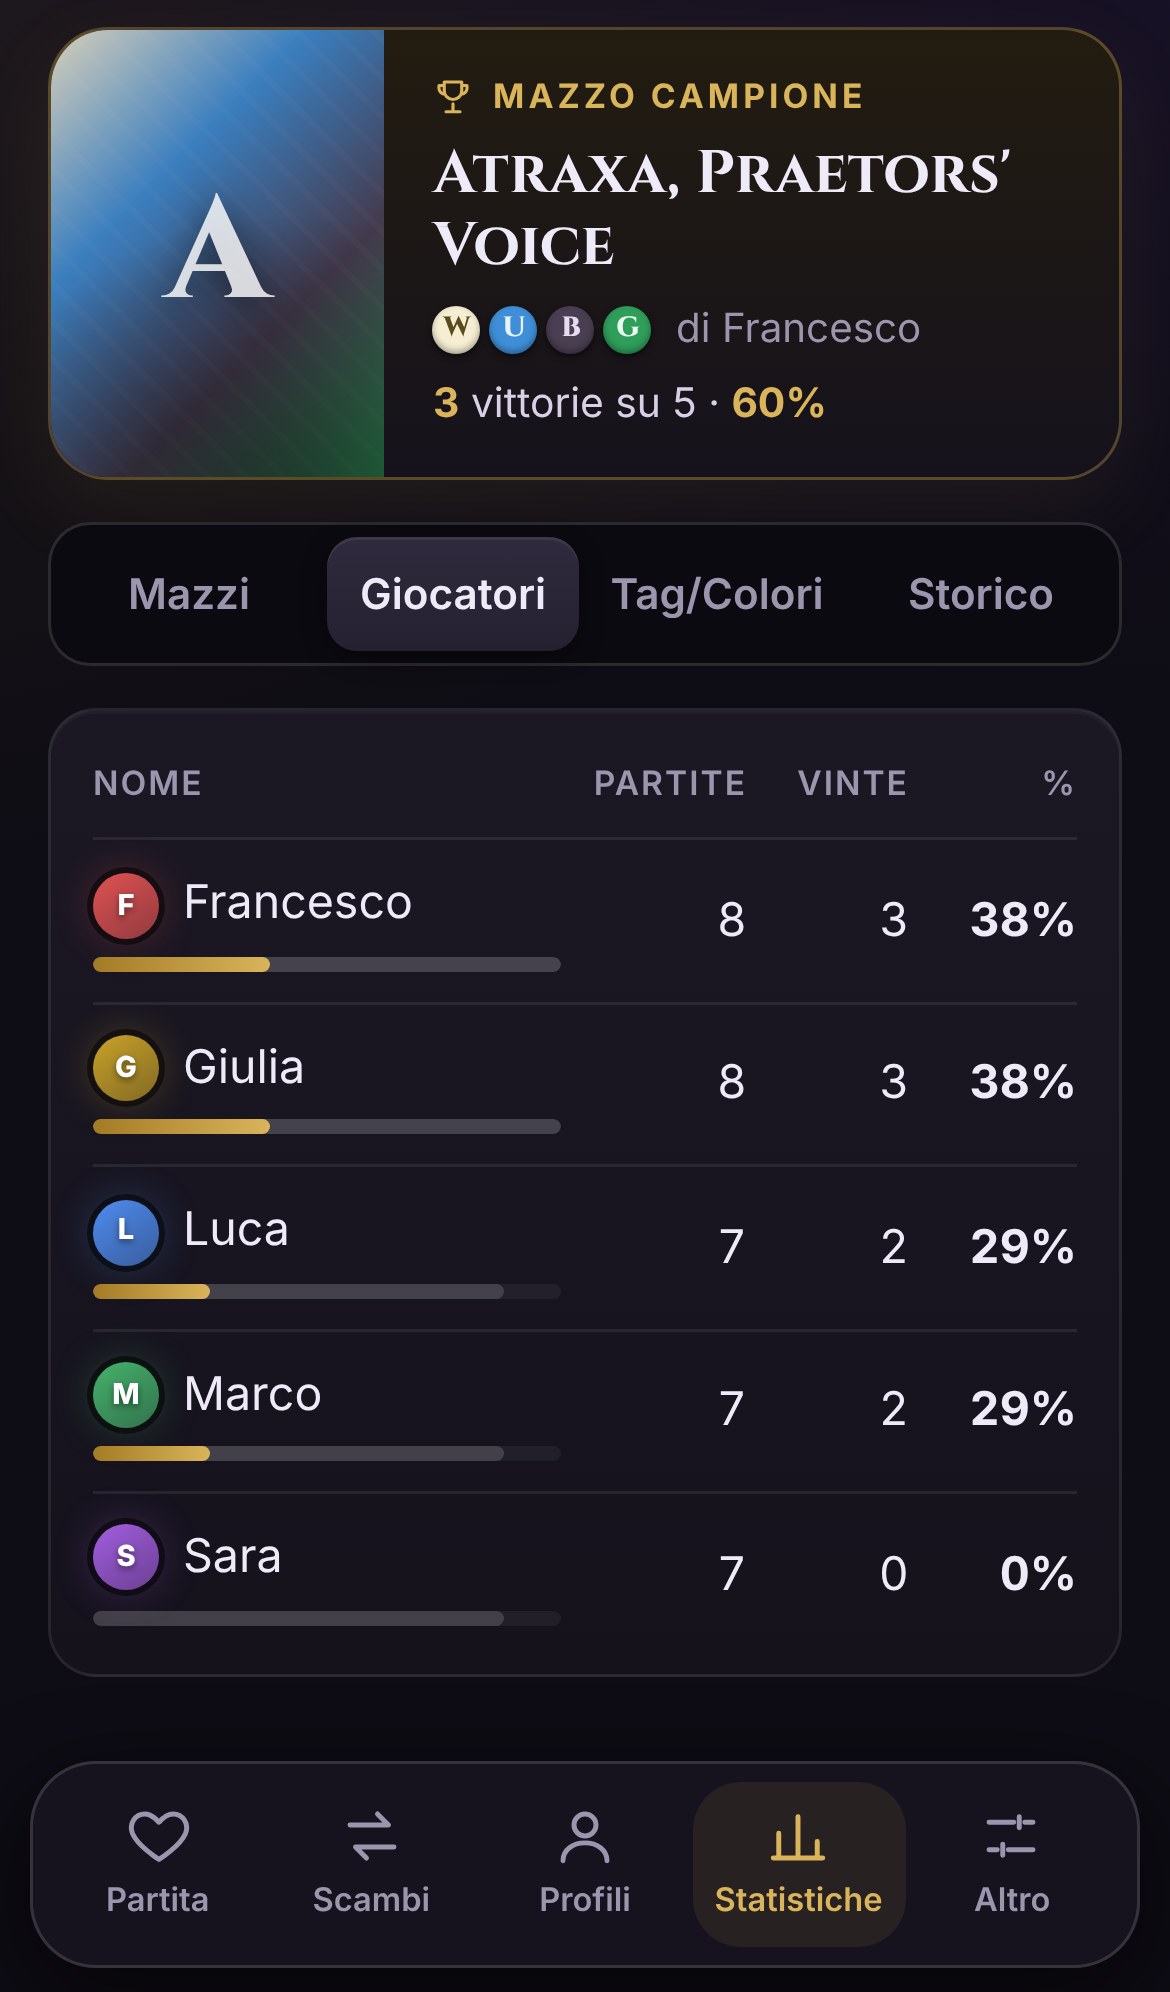 A
MAZZO CAMPIONE
Atraxa, Praetors'
Voice
W U B G di Francesco
3 vittorie su 5 · 60%
Mazzi Giocatori Tag/Colori Storico
NOME PARTITE VINTE %
F Francesco 8 3 38%
G Giulia 8 3 38%
L Luca 7 2 29%
M Marco 7 2 29%
S Sara 7 0 0%
Partita Scambi Profili Statistiche Altro